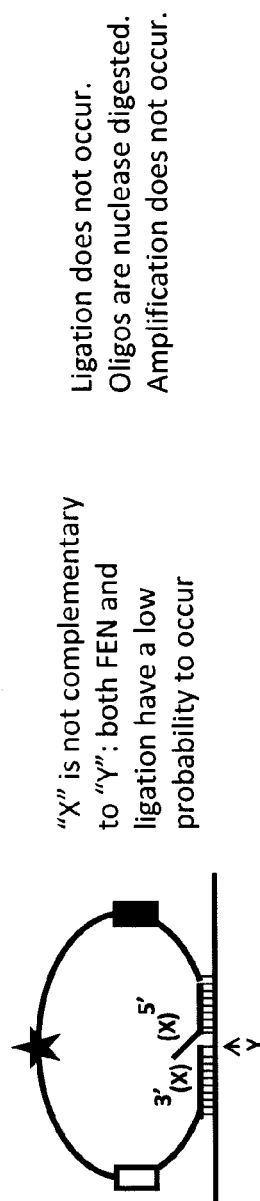 3'
(X)
5'
(X)
Y
"X" is not complementary
to "Y": both FEN and
ligation have a low
probability to occur
Ligation does not occur.
Oligos are nuclease digested.
Amplification does not occur.